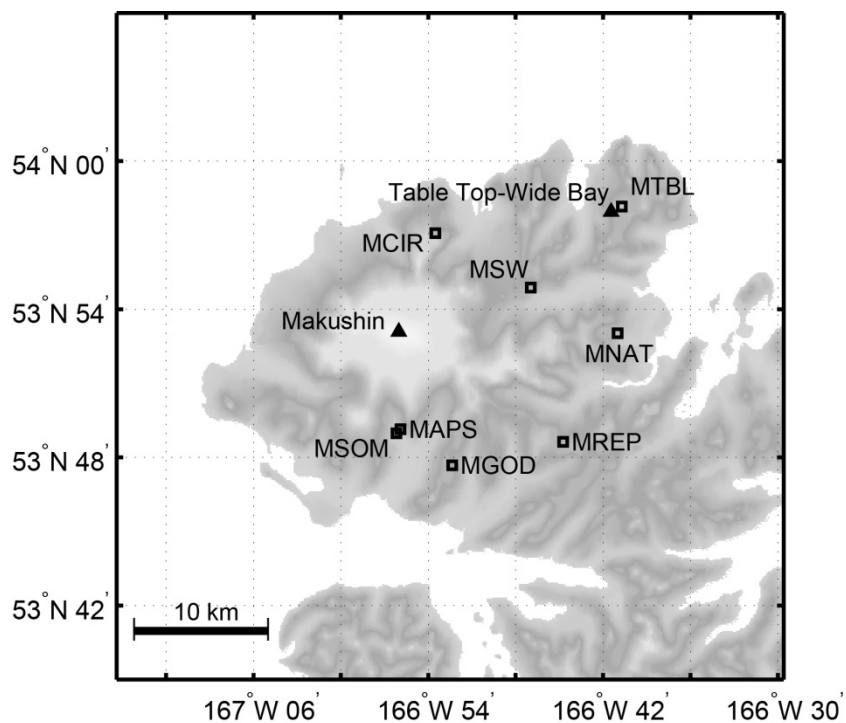 54°N 00'
Table Top-Wide Bay
MTBL
MCIR
MSW
53°N 54'
Makushin
MNAT
MAPS
MSOM
MREP
53°N 48'
MGOD
53°N 42'
10 km
167°W 06'
166°W 54'
166°W 42'
166°W 30'